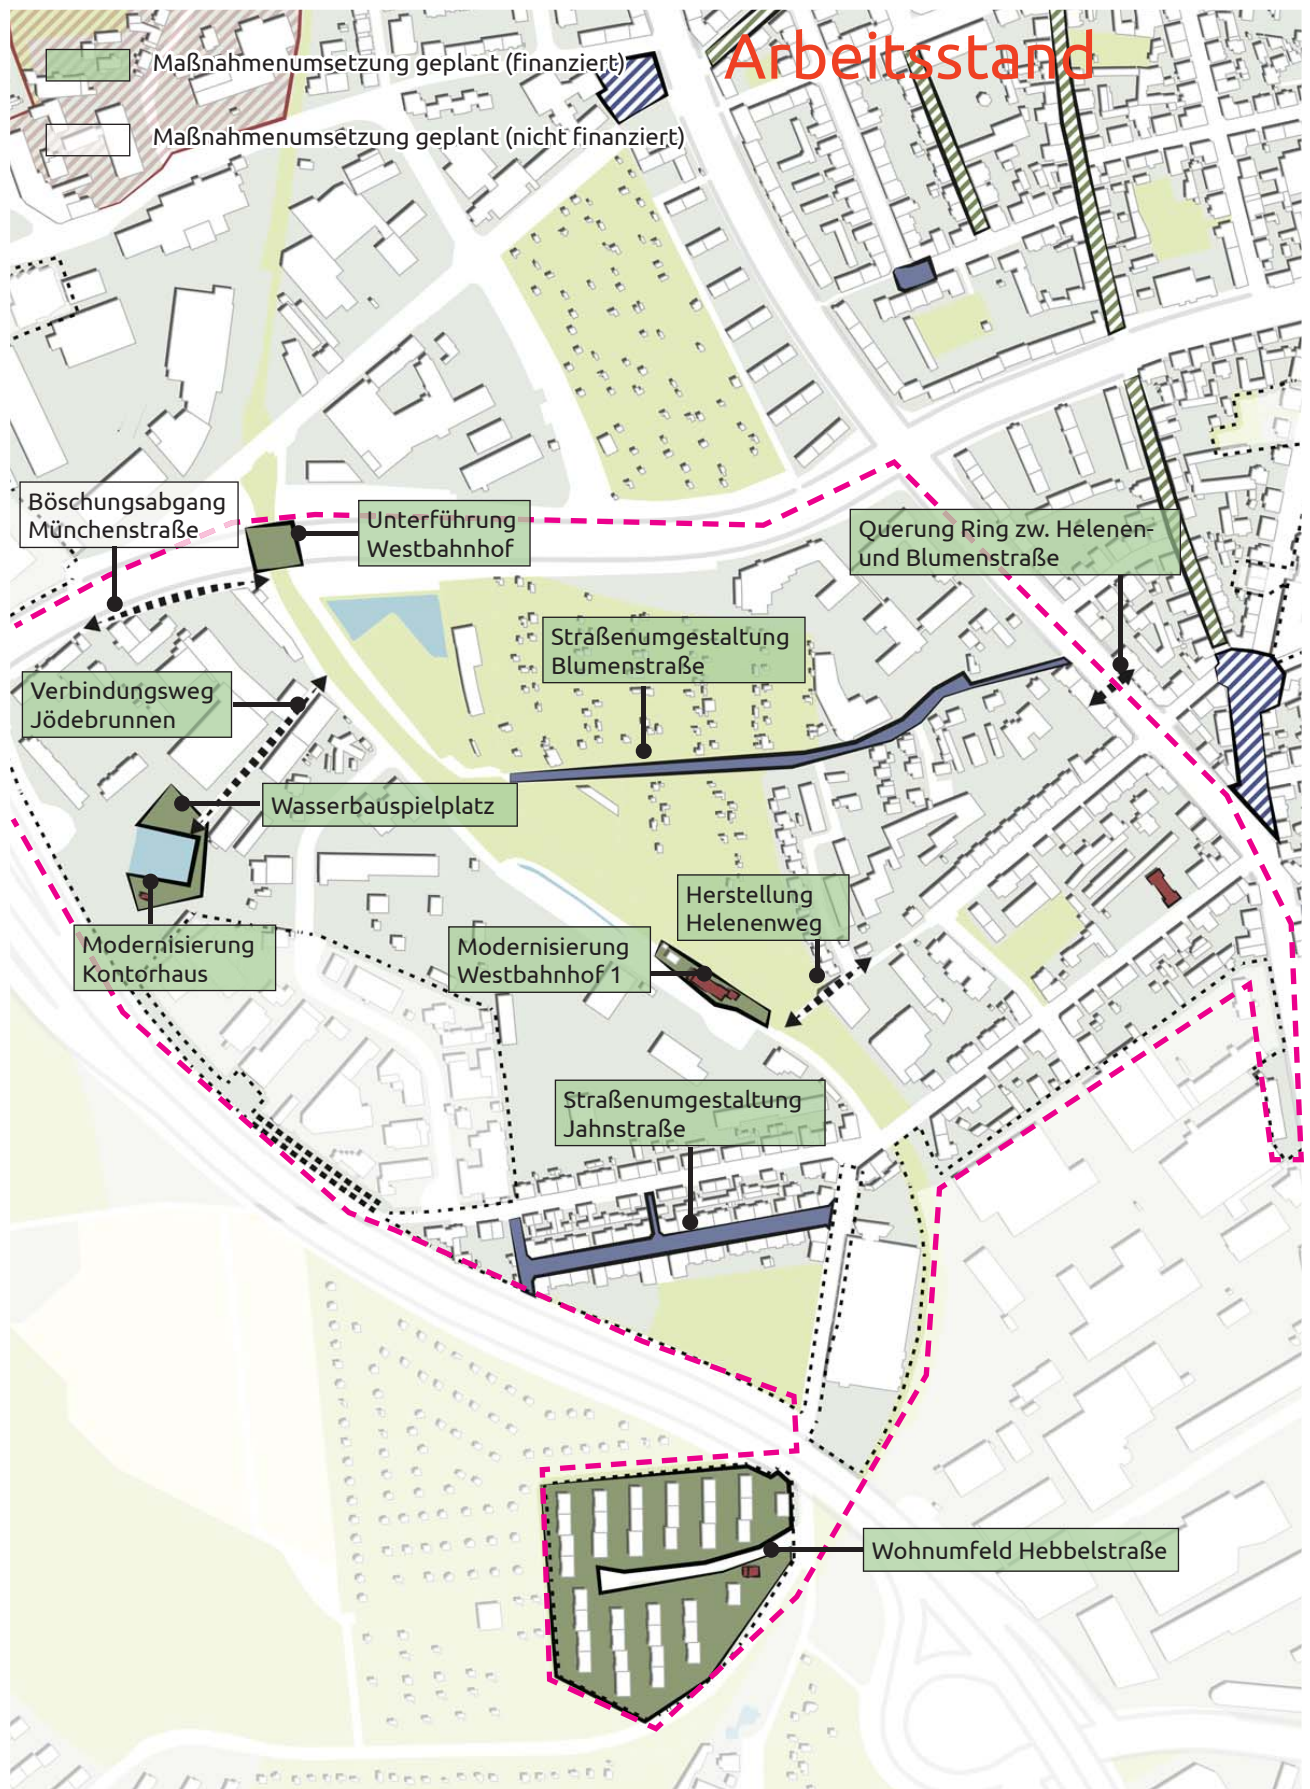 Arbeitsstand
Maßnahmenumsetzung geplant (finanziert)
Maßnahmenumsetzung geplant (nicht finanziert)
Böschungsabgang
Münchenstraße
Unterführung
Westbahnhof
Querung Ring zw. Helenen-
und Blumenstraße
Straßenumgestaltung
Blumenstraße
Verbindungsweg
Jödebrunnen
Wasserbauspielplatz
Herstellung
Helenenweg
Modernisierung
Kontorhaus
Modernisierung
Westbahnhof 1
Straßenumgestaltung
Jahnstraße
Wohnumfeld Hebbelstraße